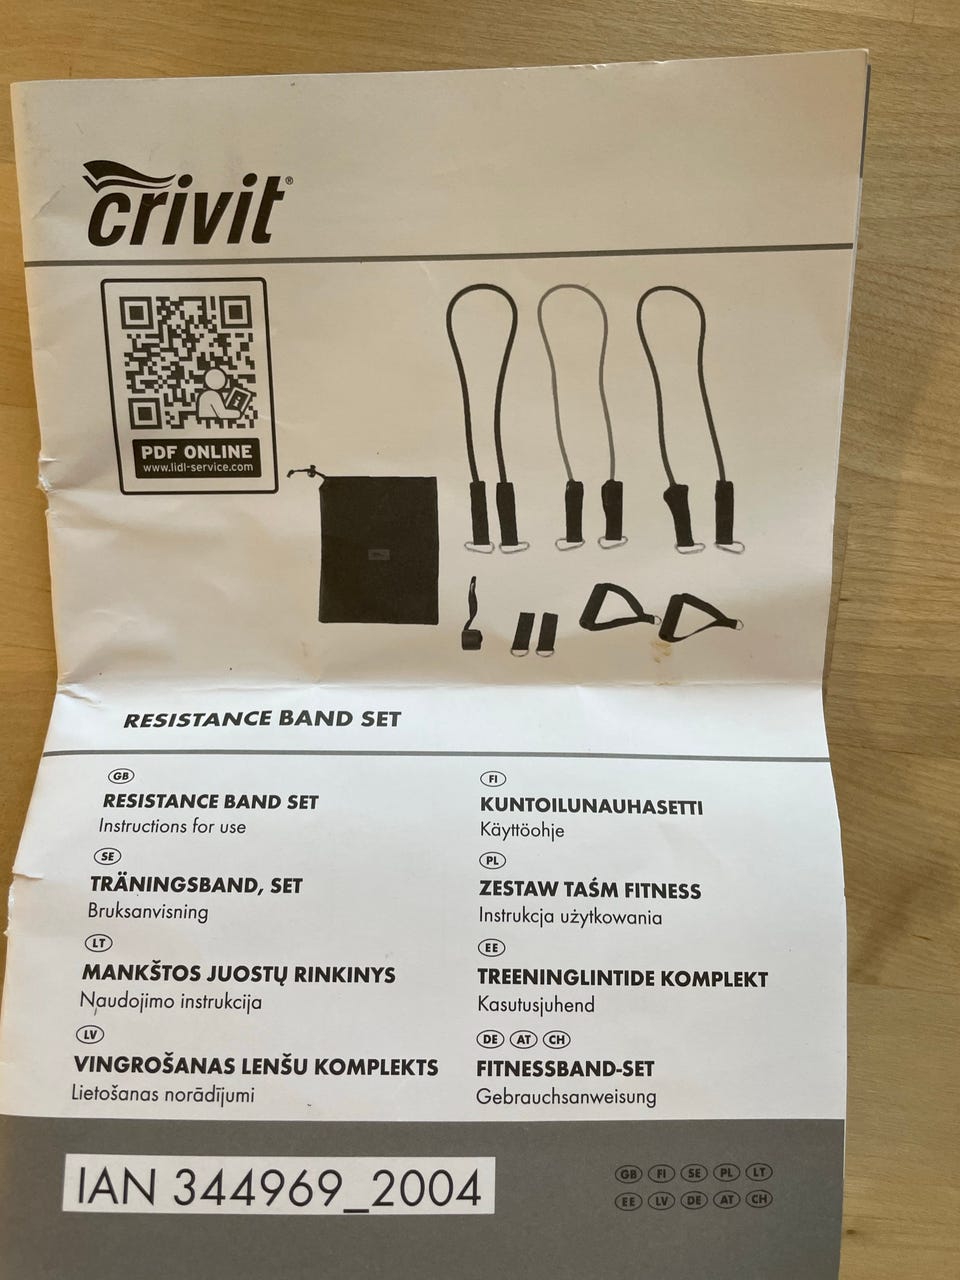 crivit®
PDF ONLINE
www.lidl-service.com
RESISTANCE BAND SET
GB
RESISTANCE BAND SET
Instructions for use
SE
TRÄNINGSBAND, SET
Bruksanvisning
LT
MANKŠTOS JUOSTŲ RINKINYS
Naudojimo instrukcija
LV
VINGROŠANAS LENŠU KOMPLEKTS
Lietošanas norādījumi
FI
KUNTOILUNAUHASETTI
Käyttöohje
PL
ZESTAW TAŚM FITNESS
Instrukcja użytkowania
EE
TREENINGLINTIDE KOMPLEKT
Kasutusjuhend
DE AT CH
FITNESSBAND-SET
Gebrauchsanweisung
IAN 344969_2004
GB FI SE PL LT
EE LV DE AT CH